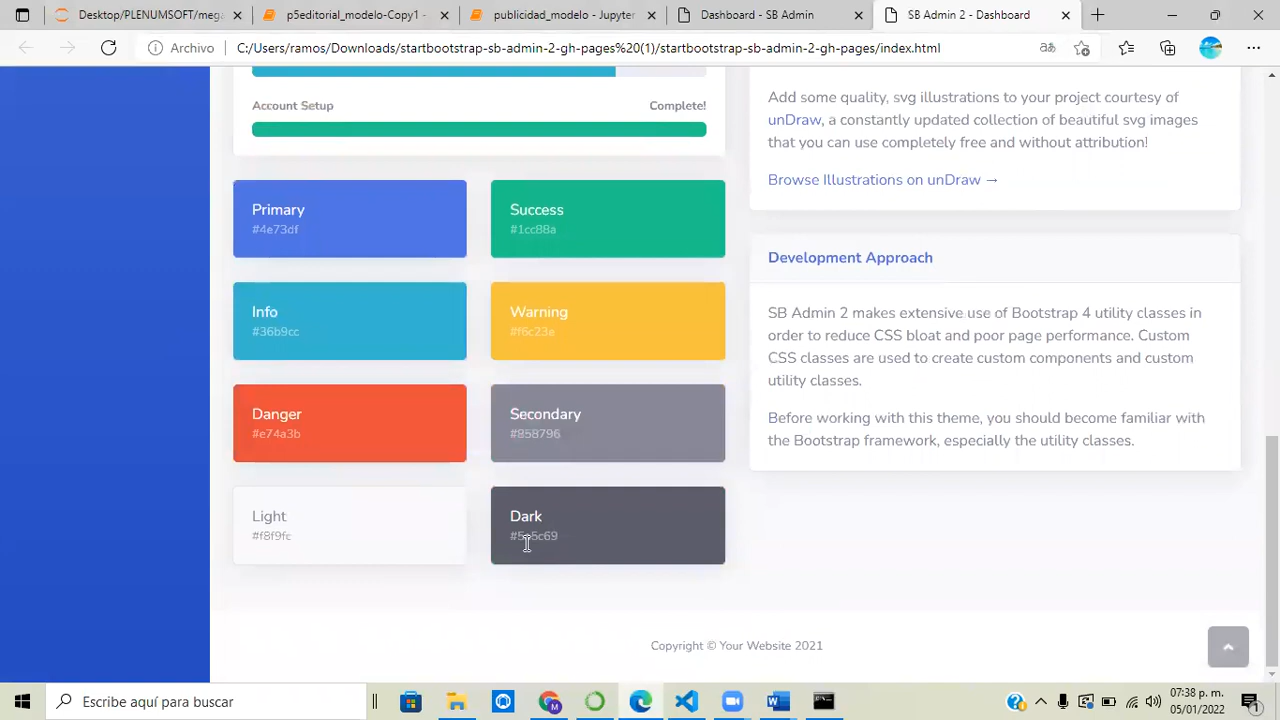 Desktop/PLENUMSOFT/mega
p5editorial_modelo-Copy1 -
publicidad_modelo - Jupyter
SB Admin 2 - Dashboard
SB Admin 2 - Dashboard
Archivo C:/Users/ramos/Downloads/startbootstrap-sb-admin-2-gh-pages%20(1)/startbootstrap-sb-admin-2-gh-pages/index.html
Account Setup Complete!
Primary
#4e73df
Success
#1cc88a
Info
#36b9cc
Warning
#f6c23e
Danger
#e74a3b
Secondary
#858796
Light
#f8f9fc
Dark
#5a5c69
Add some quality, svg illustrations to your project courtesy of
unDraw, a constantly updated collection of beautiful svg images
that you can use completely free and without attribution!
Browse Illustrations on unDraw →
Development Approach
SB Admin 2 makes extensive use of Bootstrap 4 utility classes in
order to reduce CSS bloat and poor page performance. Custom
CSS classes are used to create custom components and custom
utility classes.
Before working with this theme, you should become familiar with
the Bootstrap framework, especially the utility classes.
Copyright © Your Website 2021
Escribe aquí para buscar
07:38 p. m.
05/01/2022